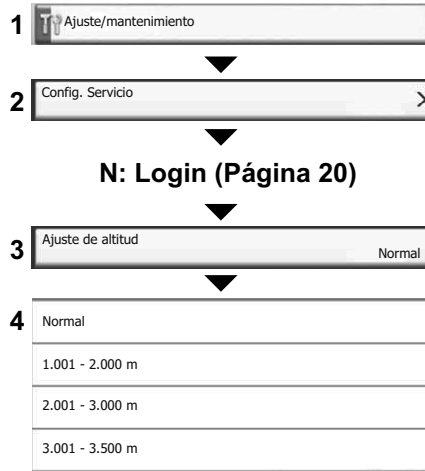 1 Ajuste/mantenimiento
2 Config. Servicio
N: Login (Página 20)
3 Ajuste de altitud
Normal
4 Normal
1.001 - 2.000 m
2.001 - 3.000 m
3.001 - 3.500 m